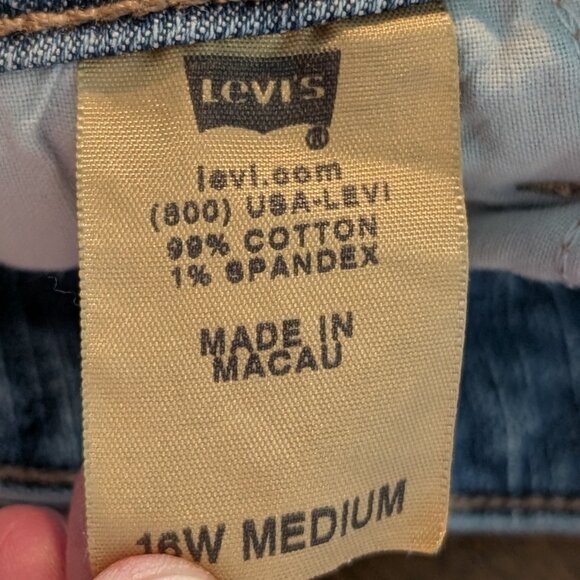 LEVI'S
®
levi.com
(800) USA-LEVI
99% COTTON
1% SPANDEX
MADE IN
MACAU
16W MEDIUM